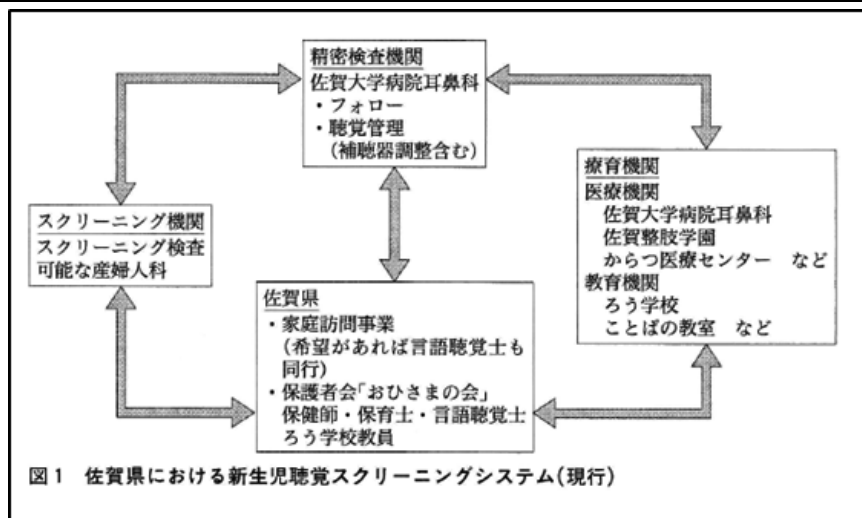 精密検査機関
佐賀大学病院耳鼻科
・フォロー
・聴覚管理
(補聴器調整含む)
スクリーニング機関
スクリーニング検査
可能な産婦人科
療育機関
医療機関
佐賀大学病院耳鼻科
佐賀整肢学園
からつ医療センター など
教育機関
ろう学校
ことばの教室 など
佐賀県
・家庭訪問事業
(希望があれば言語聴覚士も
同行)
・保護者会「おひさまの会」
保健師・保育士・言語聴覚士
ろう学校教員
図1 佐賀県における新生児聴覚スクリーニングシステム(現行)